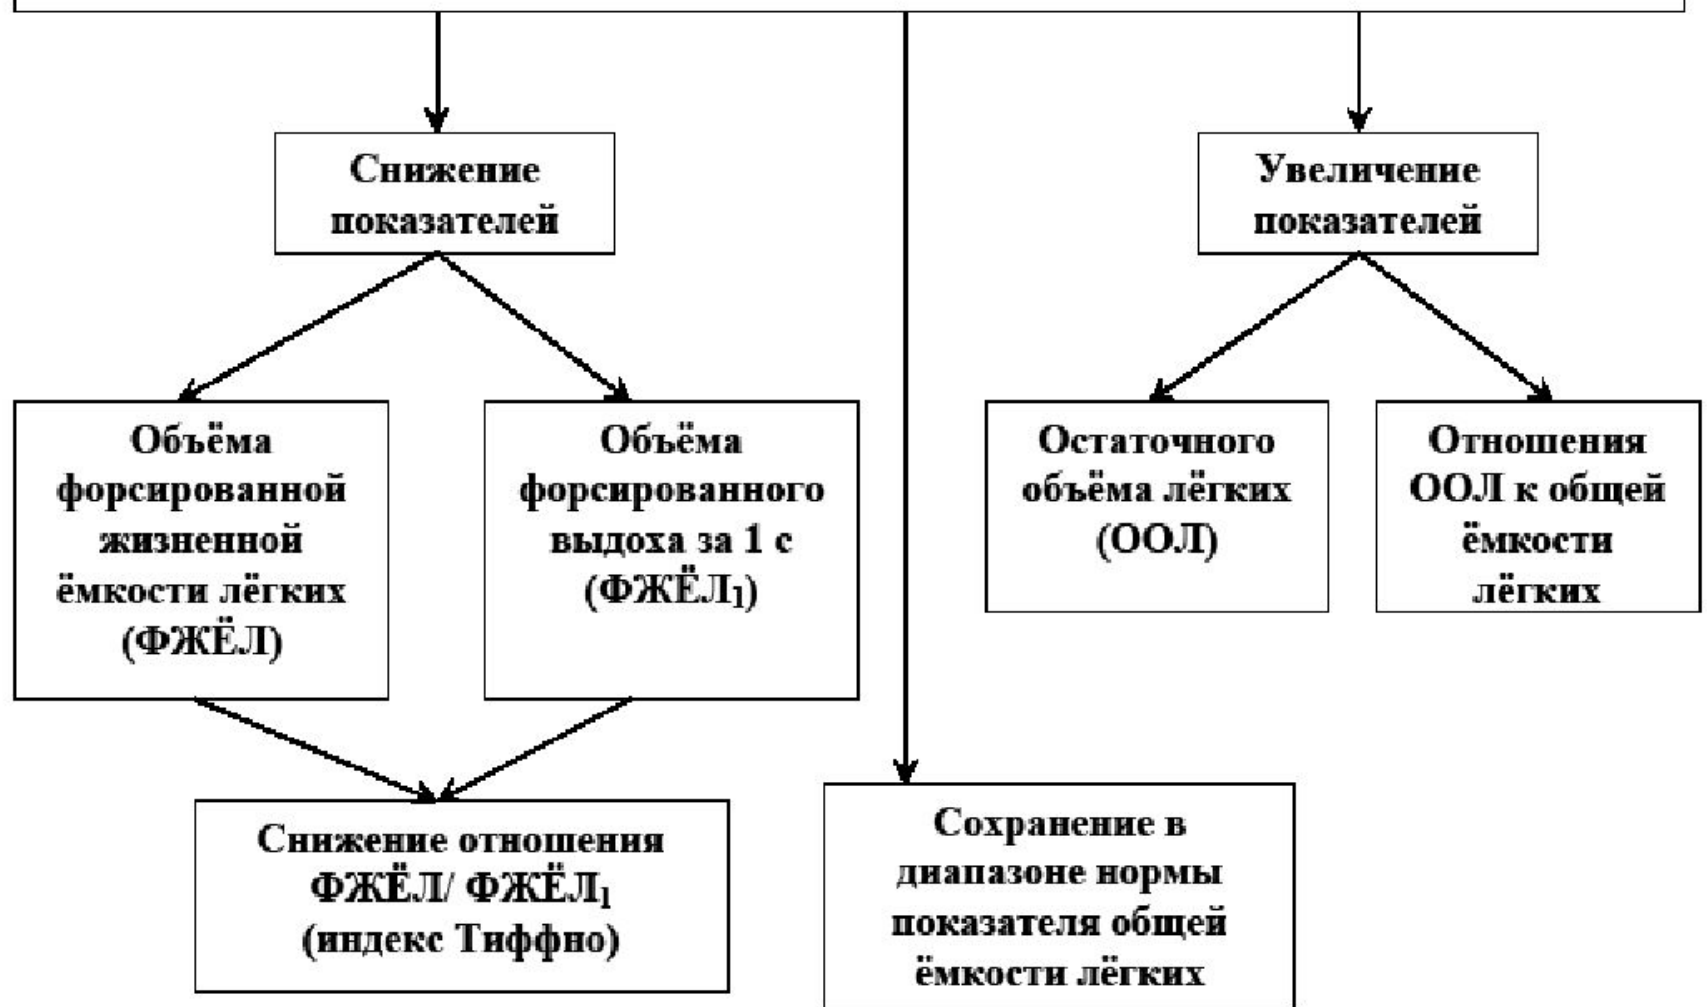 Снижение
показателей
Увеличение
показателей
Объёма
форсированной
жизненной
ёмкости лёгких
(ФЖЁЛ)
Объёма
форсированного
выдоха за 1 с
(ФЖЁЛ₁)
Остаточного
объёма лёгких
(ООЛ)
Отношения
ООЛ к общей
ёмкости
лёгких
Снижение отношения
ФЖЁЛ/ ФЖЁЛ₁
(индекс Тиффно)
Сохранение в
диапазоне нормы
показателя общей
ёмкости лёгких